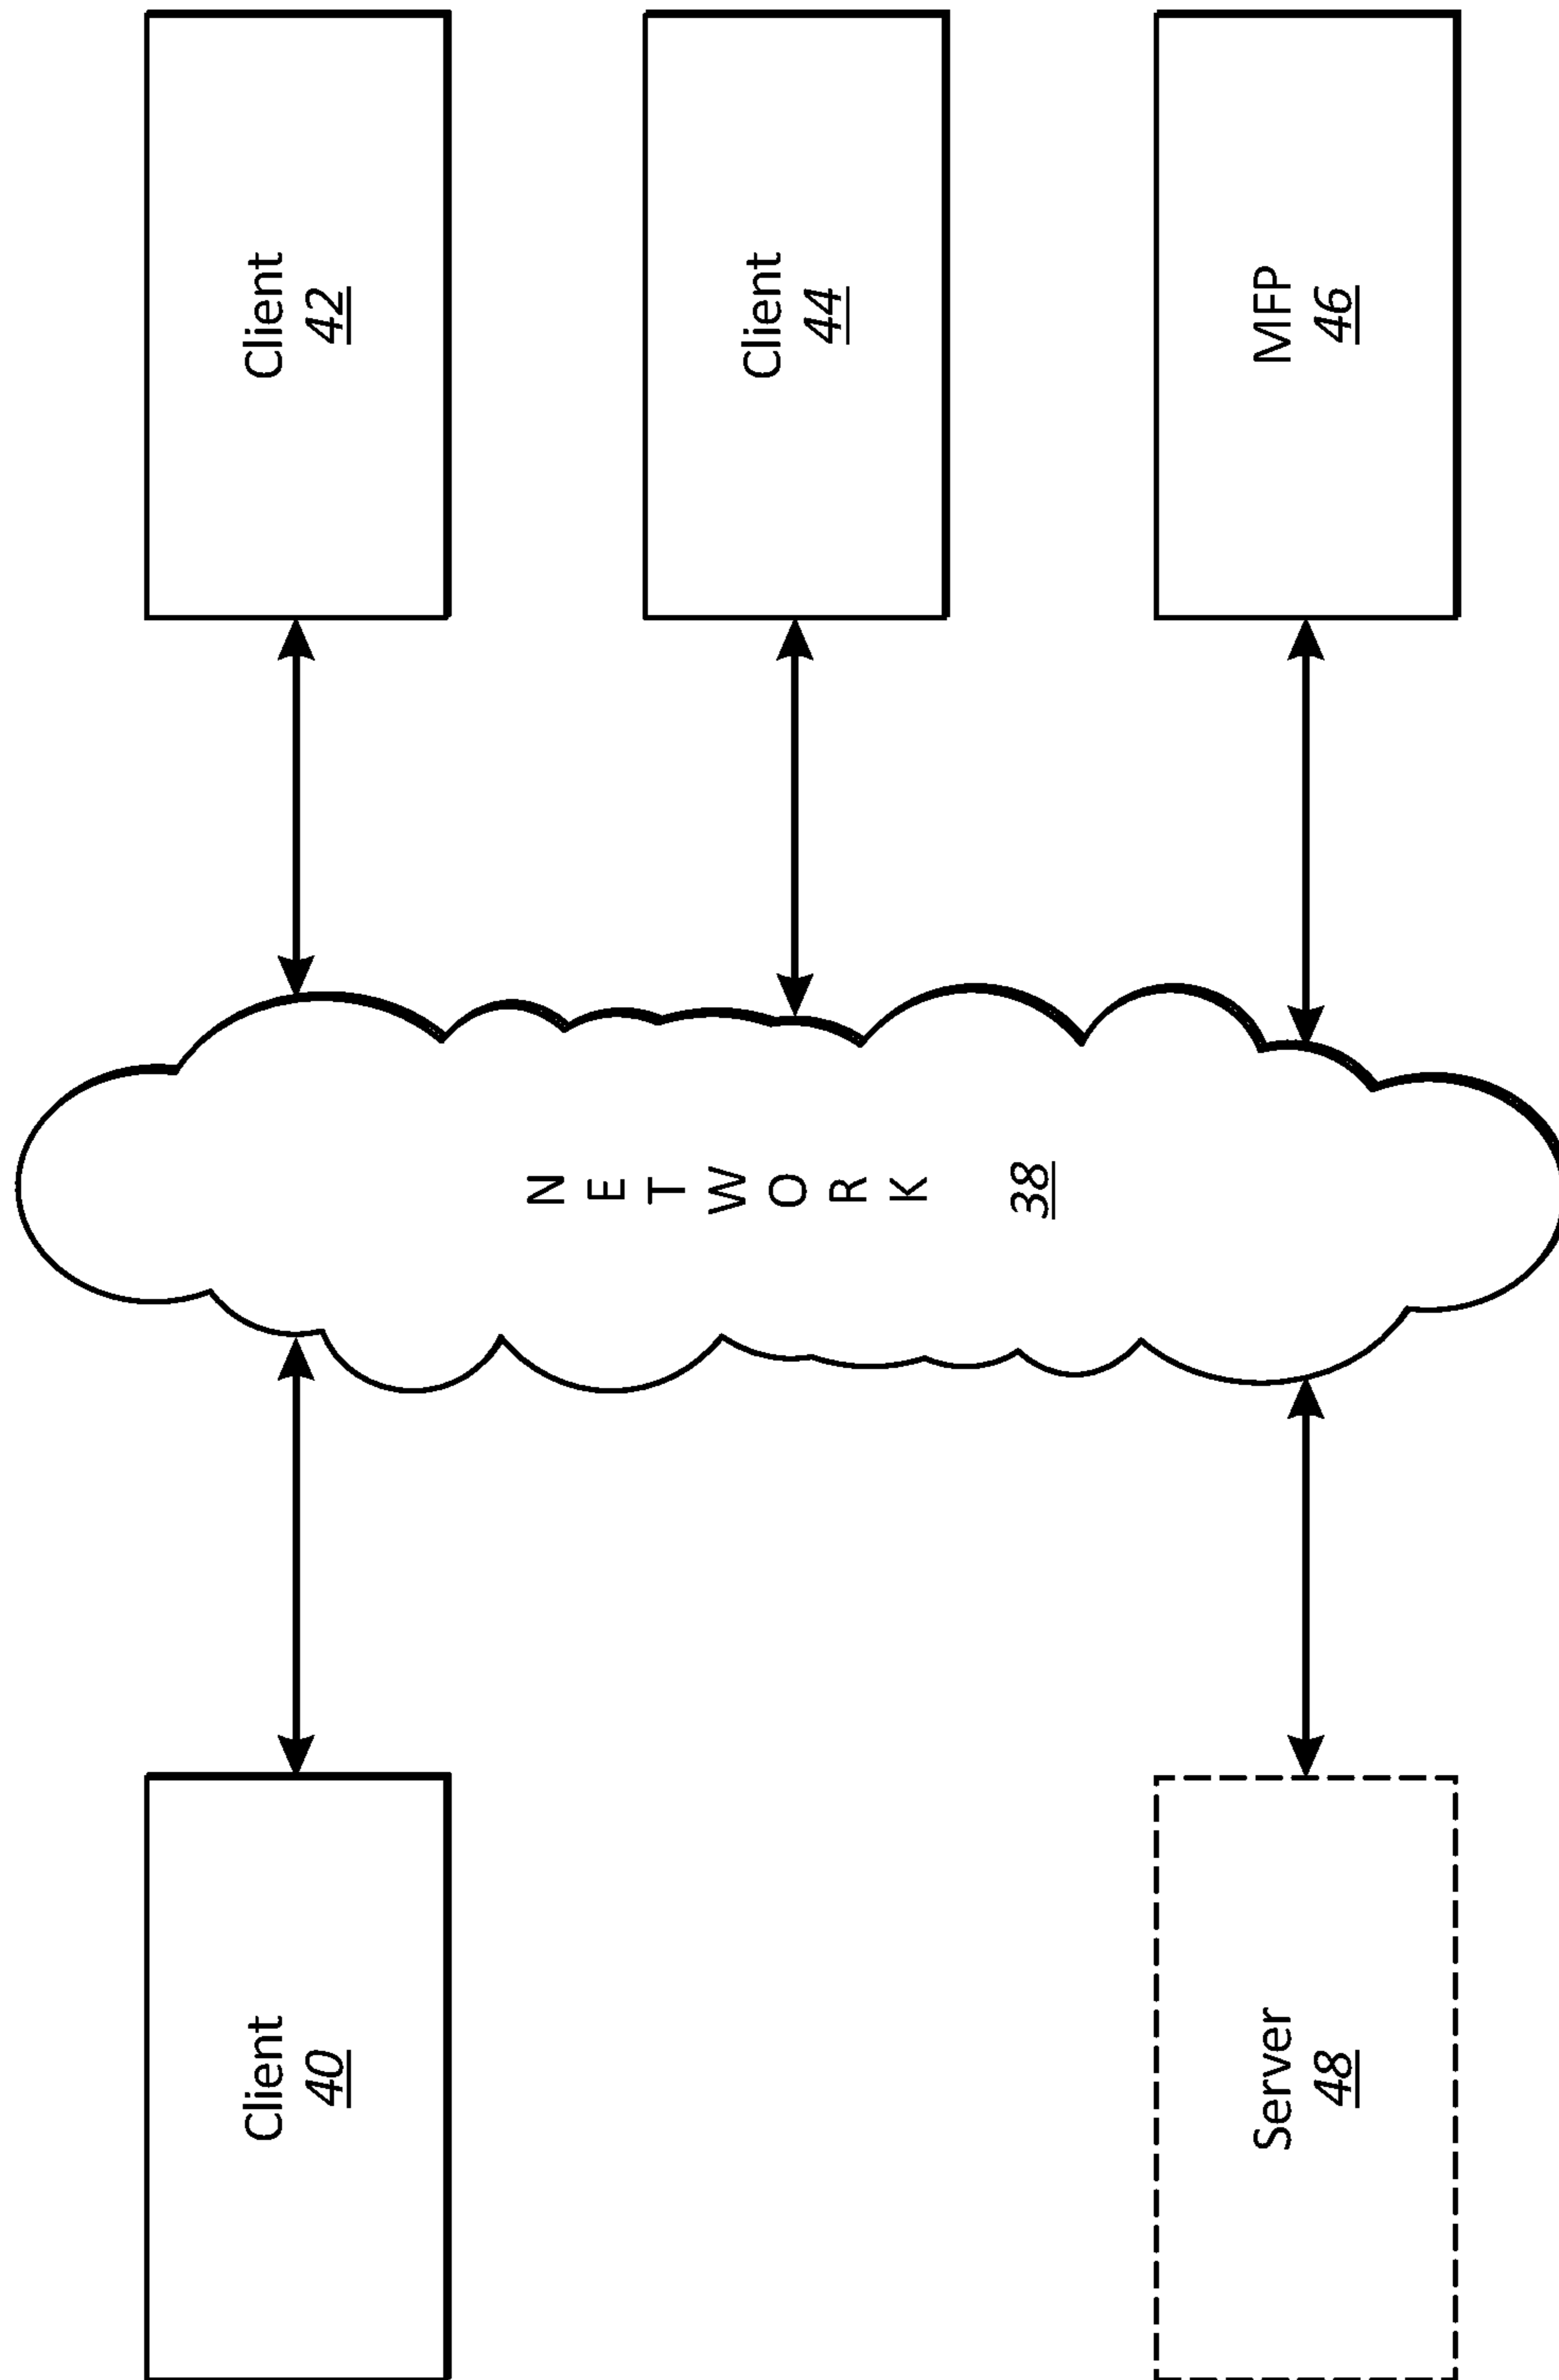 Client
40
Server
48
NETWORK
38
Client
42
Client
44
MFP
46